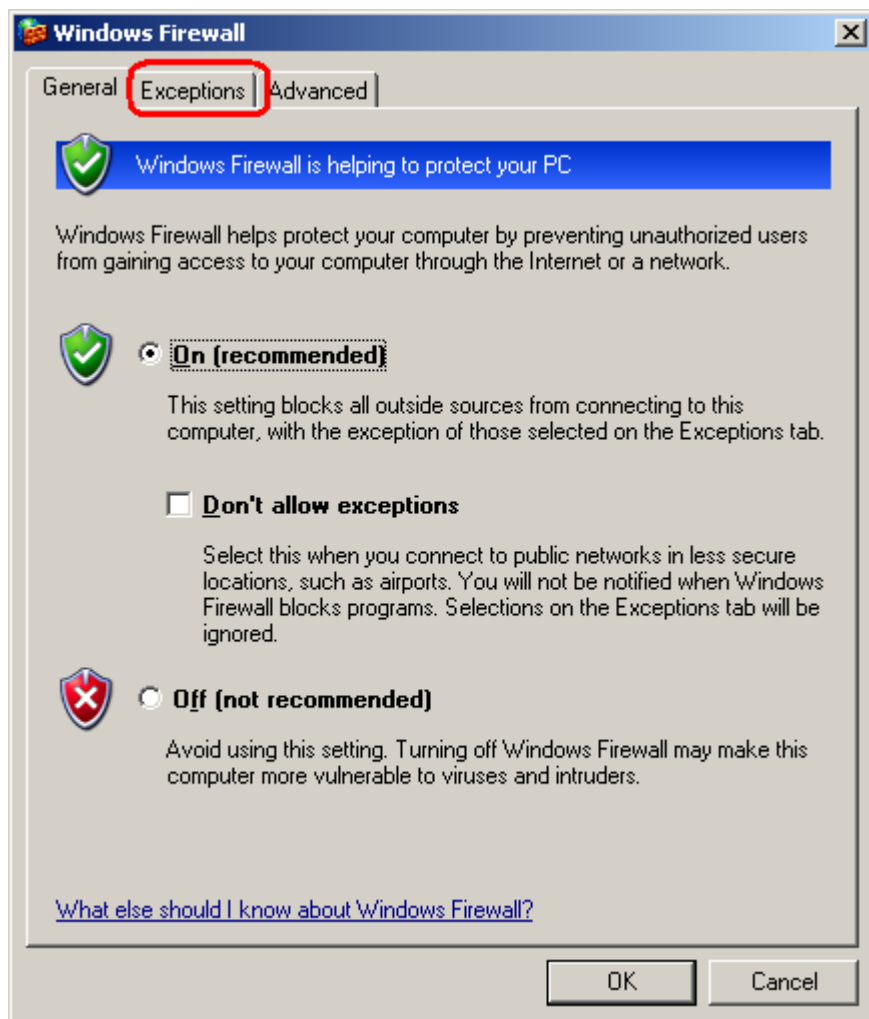 Windows Firewall
General Exceptions Advanced
Windows Firewall is helping to protect your PC
Windows Firewall helps protect your computer by preventing unauthorized users
from gaining access to your computer through the Internet or a network.
On (recommended)
This setting blocks all outside sources from connecting to this
computer, with the exception of those selected on the Exceptions tab.
Don't allow exceptions
Select this when you connect to public networks in less secure
locations, such as airports. You will not be notified when Windows
Firewall blocks programs. Selections on the Exceptions tab will be
ignored.
Off (not recommended)
Avoid using this setting. Turning off Windows Firewall may make this
computer more vulnerable to viruses and intruders.
What else should I know about Windows Firewall?
OK Cancel